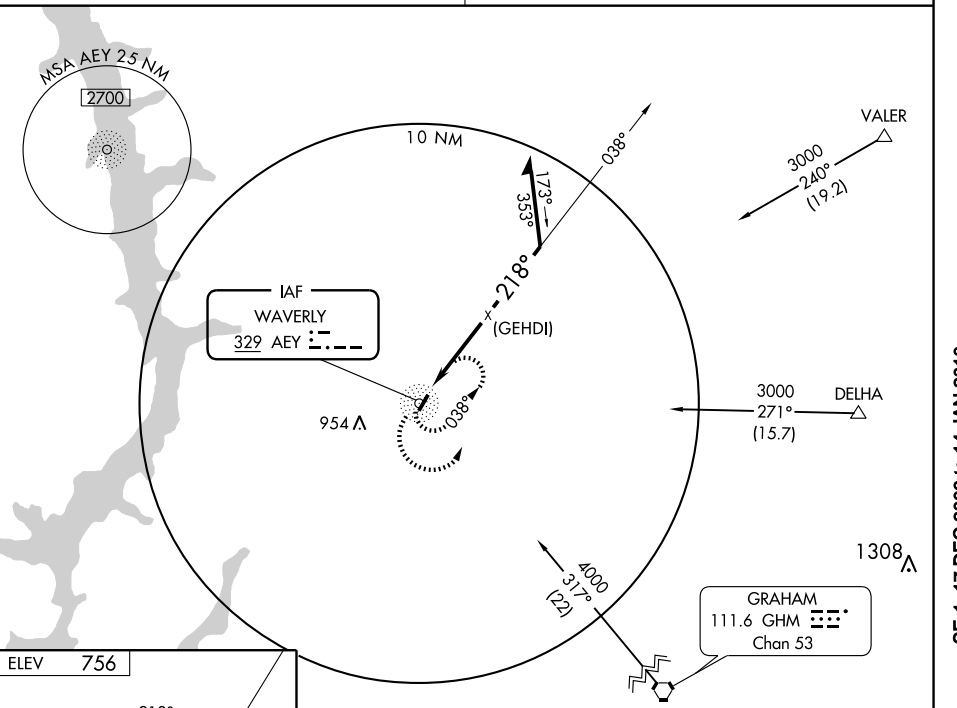 MSA AEY 25 NM
2700
10 NM
038°
VALER
3000
240°
(19.2)
173°
353°
218°
IAF
WAVERLY
329 AEY
X
(GEHDI)
038°
954
3000
271°
(15.7)
DELHA
1308
4000
317°
(22)
GRAHAM
111.6 GHM
Chan 53
ELEV 756